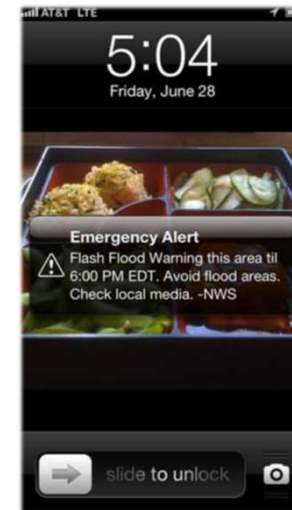 AT&T LTE
5:04
Friday, June 28
Emergency Alert
Flash Flood Warning this area til
6:00 PM EDT. Avoid flood areas.
Check local media. -NWS
slide to unlock